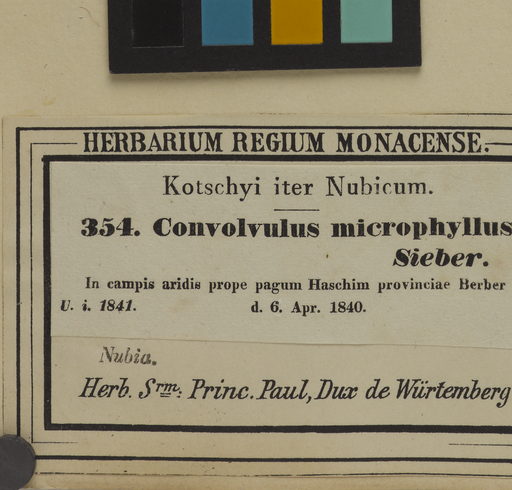 HERBARIUM REGIUM MONACENSE.
Kotschyi iter Nubicum.
354. Convolvulus microphyllus
Sieber.
In campis aridis prope pagum Haschim provinciae Berber
U. i. 1841. d. 6. Apr. 1840.
Nubia.
Herb. Srm. Princ. Paul, Dux de Würtemberg